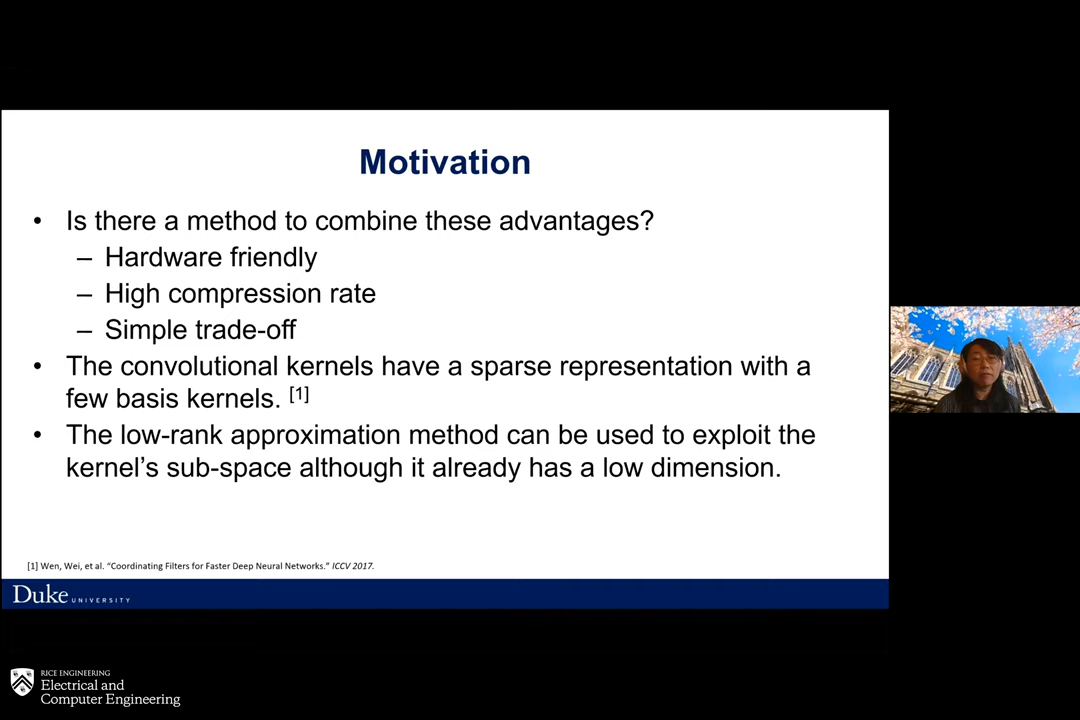 Motivation
• Is there a method to combine these advantages?
– Hardware friendly
– High compression rate
– Simple trade-off
• The convolutional kernels have a sparse representation with a
few basis kernels. [1]
• The low-rank approximation method can be used to exploit the
kernel’s sub-space although it already has a low dimension.
[1] Wen, Wei, et al. “Coordinating Filters for Faster Deep Neural Networks.” ICCV 2017.
Duke UNIVERSITY
RICE ENGINEERING
Electrical and
Computer Engineering